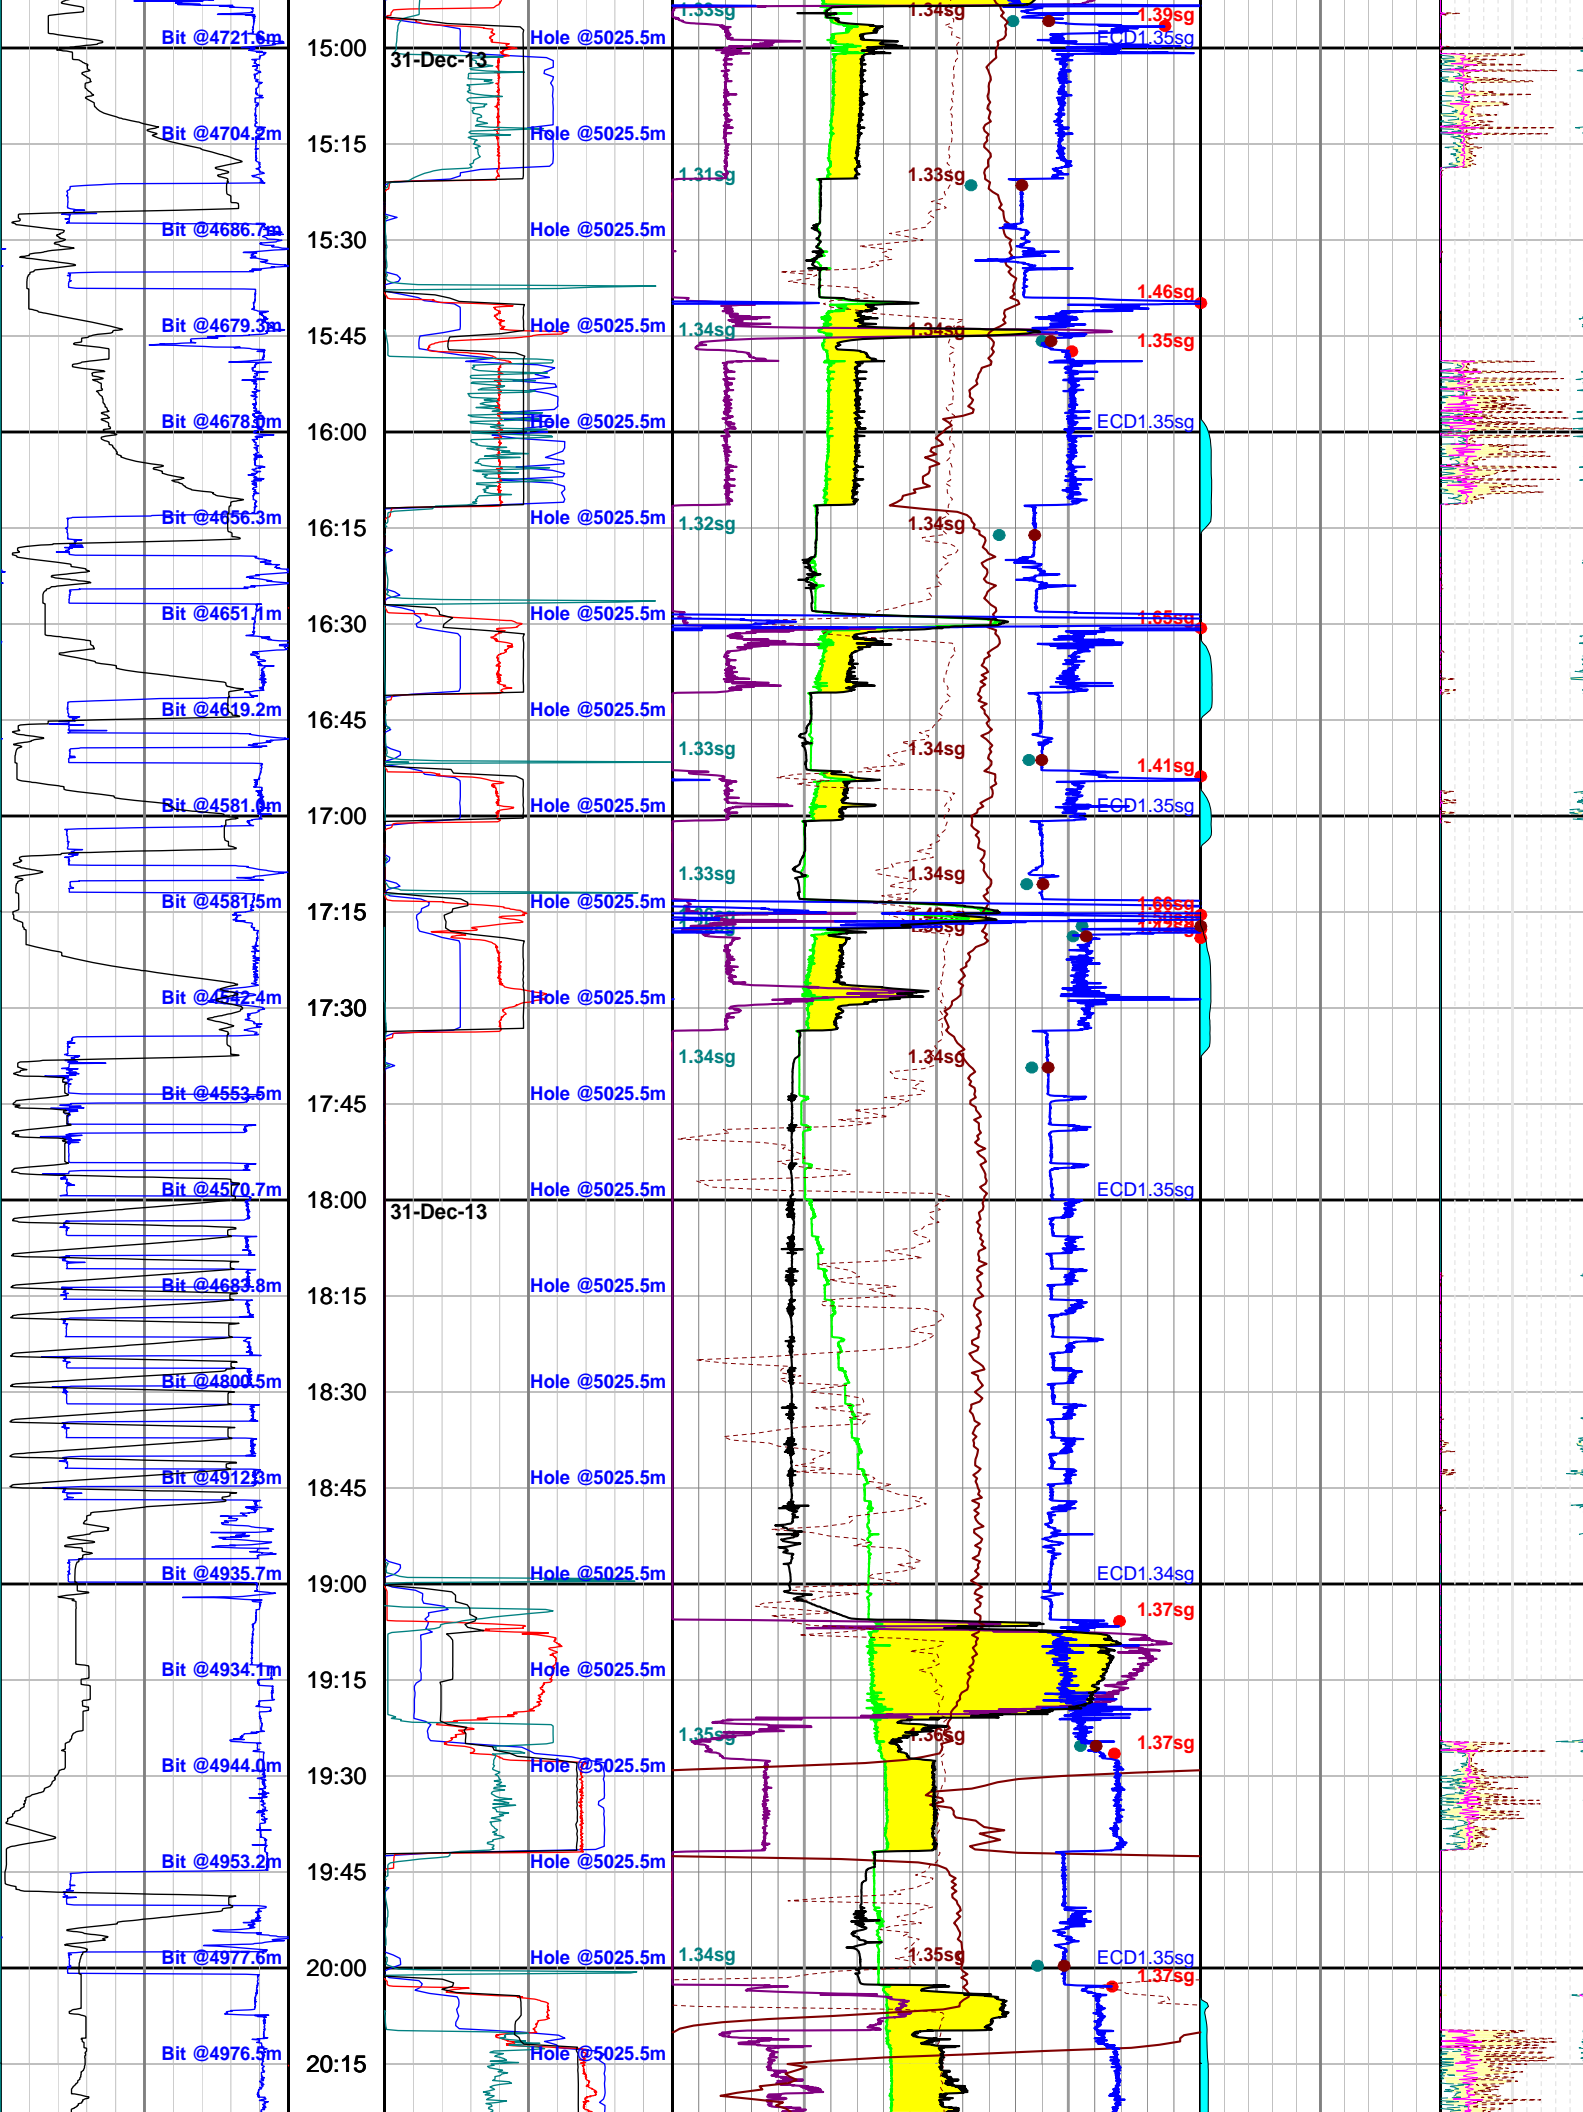 1.33sg 1.34sg 1.39sg
Bit @4721.6m Hole @5025.5m ECD1.35sg
15:00
31-Dec-13
Bit @4704.2m Hole @5025.5m
15:15
1.31sg 1.33sg
Bit @4686.7m Hole @5025.5m
15:30
1.46sg
Bit @4679.3m Hole @5025.5m 1.34sg 1.34sg
15:45 1.35sg
Bit @4678.0m Hole @5025.5m ECD1.35sg
16:00
Bit @4656.3m Hole @5025.5m 1.32sg 1.34sg
16:15
Bit @4651.1m Hole @5025.5m 1.65sg
16:30
Bit @4619.2m Hole @5025.5m
16:45
1.33sg 1.34sg
1.41sg
Bit @4581.0m Hole @5025.5m ECD1.35sg
17:00
1.33sg 1.34sg
Bit @4581.5m Hole @5025.5m 1.66sg
17:15
Bit @4542.4m Hole @5025.5m
17:30
1.34sg 1.34sg
Bit @4553.5m Hole @5025.5m
17:45
Bit @4570.7m Hole @5025.5m ECD1.35sg
18:00
31-Dec-13
Bit @4683.8m Hole @5025.5m
18:15
Bit @4800.5m Hole @5025.5m
18:30
Bit @4912.3m Hole @5025.5m
18:45
Bit @4935.7m Hole @5025.5m ECD1.34sg
19:00
1.37sg
Bit @4934.1m Hole @5025.5m
19:15
1.35sg 1.36sg 1.37sg
Bit @4944.0m Hole @5025.5m
19:30
Bit @4953.2m Hole @5025.5m
19:45
Bit @4977.6m Hole @5025.5m 1.34sg 1.35sg ECD1.35sg
20:00 1.37sg
Bit @4976.5m Hole @5025.5m
20:15